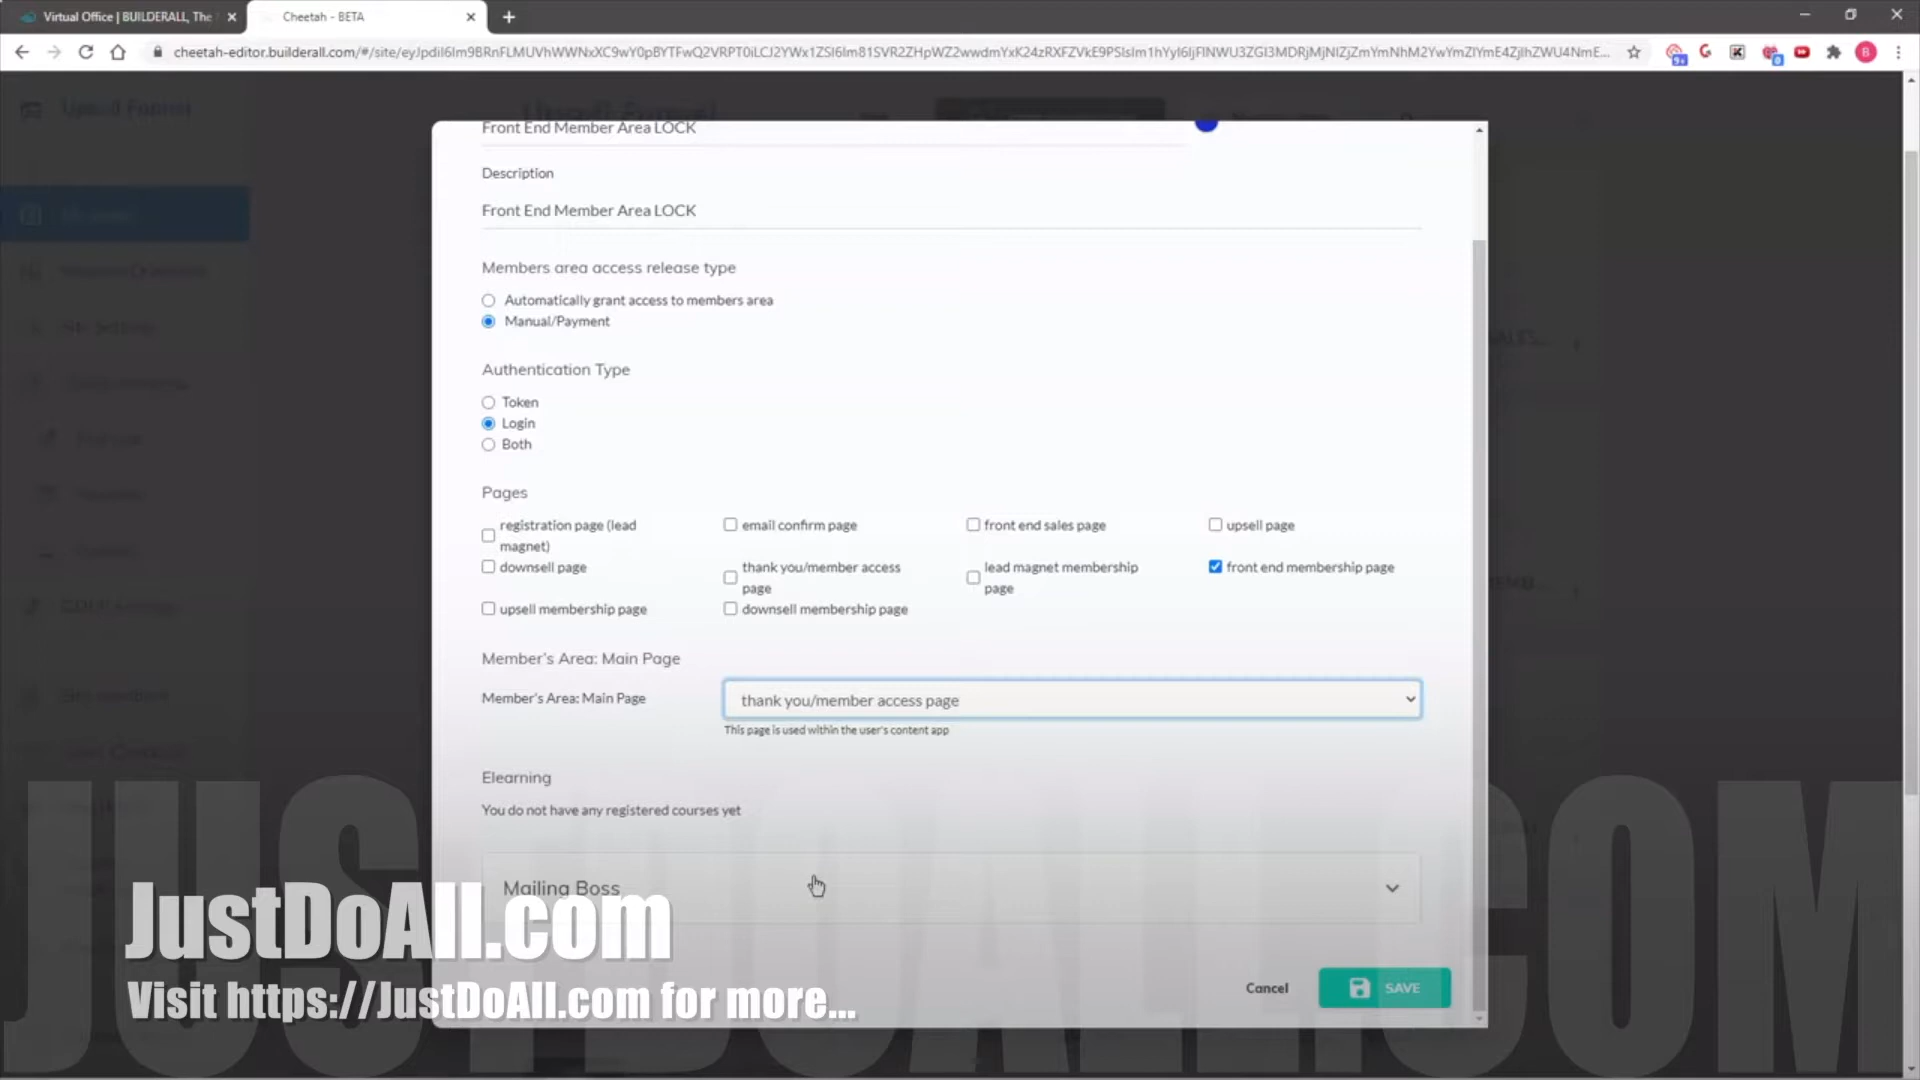 Virtual Office | BUILDERALL, The
Cheetah - BETA
Front End Member Area LOCK
Description
Front End Member Area LOCK
Members area access release type
Automatically grant access to members area
Manual/Payment
Authentication Type
Token
Login
Both
Pages
registration page (lead magnet)
email confirm page
front end sales page
upsell page
downsell page
thank you/member access page
lead magnet membership page
front end membership page
upsell membership page
downsell membership page
Member's Area: Main Page
Member's Area: Main Page
thank you/member access page
This page is used within the user's content app
Elearning
You do not have any registered courses yet
Mailing Boss
Cancel
SAVE
JustDoAll.com
Visit https://JustDoAll.com for more...
JUSTDOALL.COM